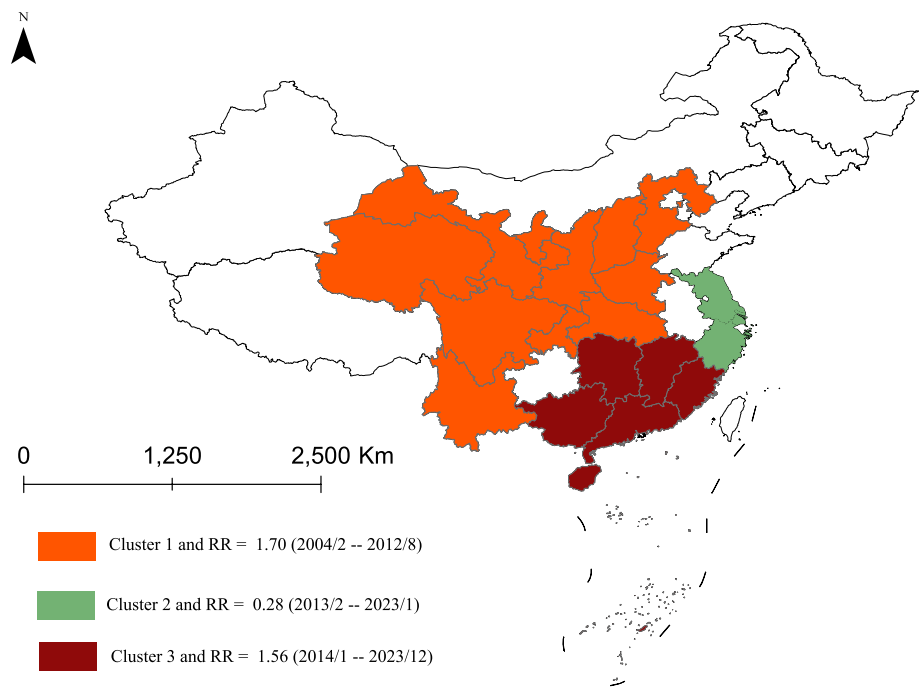 N
0 1,250 2,500 Km
Cluster 1 and RR = 1.70 (2004/2 -- 2012/8)
Cluster 2 and RR = 0.28 (2013/2 -- 2023/1)
Cluster 3 and RR = 1.56 (2014/1 -- 2023/12)